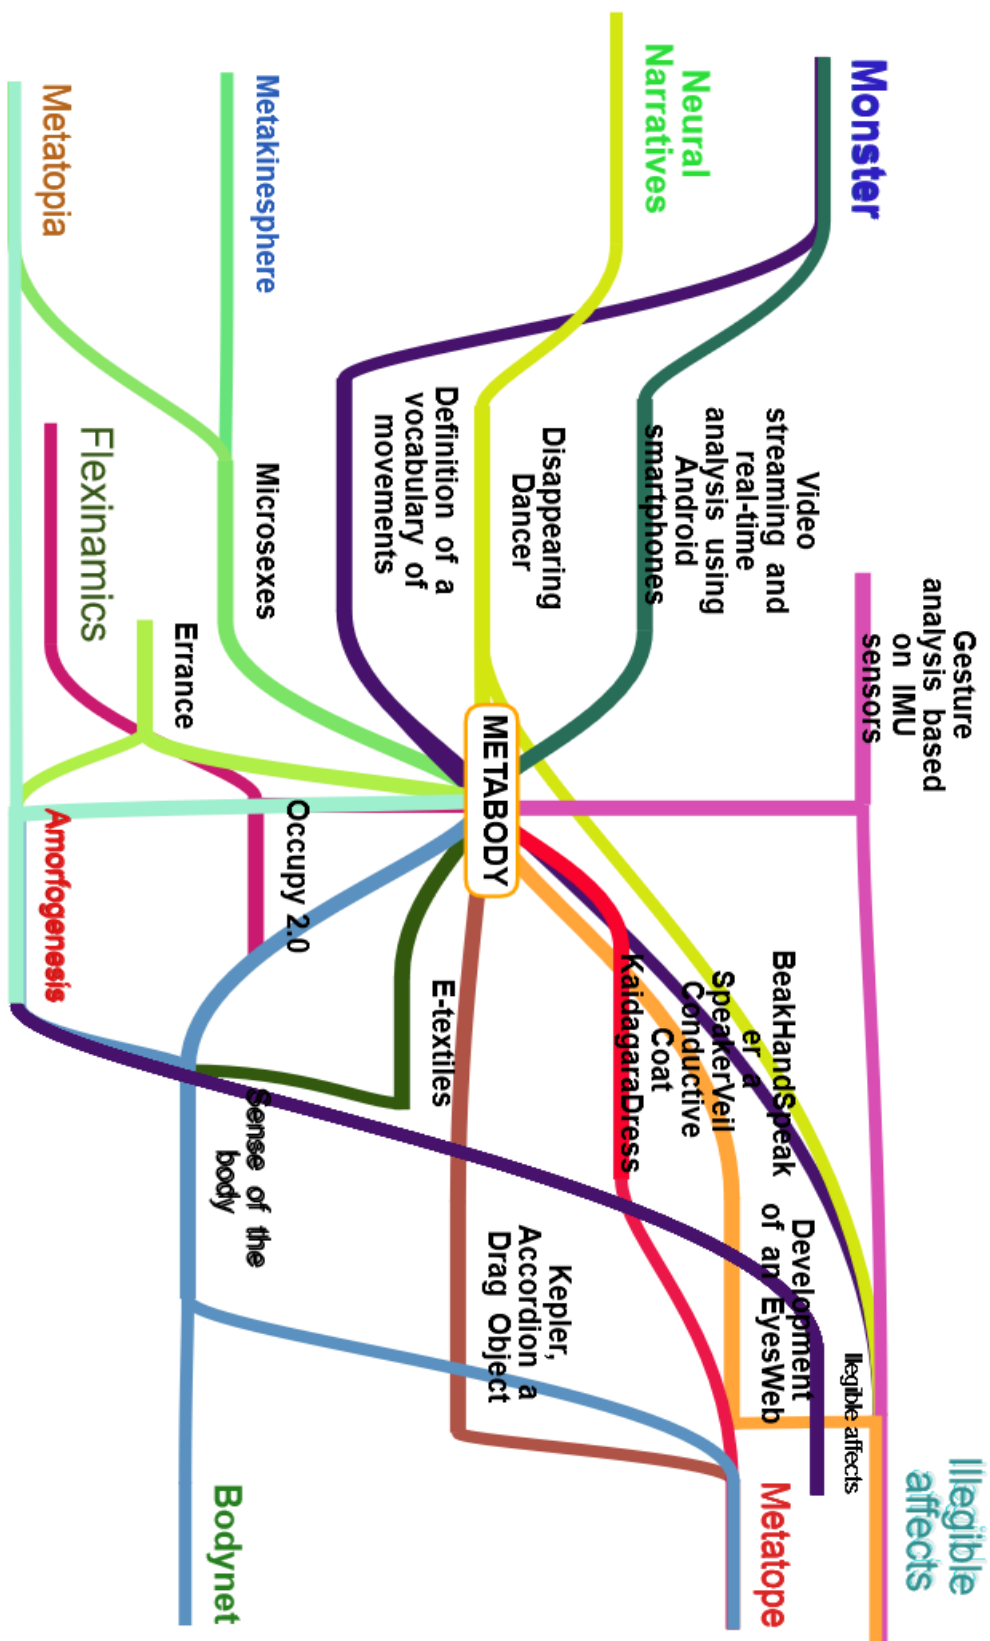 Illegible
affects
Gesture
analysis based
on IMU
sensors
Monster
Video
streaming and
real-time
analysis using
Android
smartphones
Neural
Narratives
Disappearing
Dancer
Definition of a
vocabulary of
movements
Metakinesphere
Microsexes
Metatopia
Flexinamics
Errance
Occupy 2.0
Amorfogenesis
METABODY
BeakHandSpeak
er a
SpeakerVeil
Conductive
Coat
KaidagaraDress
E-textiles
Sense of the
body
Kepler,
Accordion a
Drag Object
Development
of an EyesWeb
llegible affects
Metatope
Bodynet